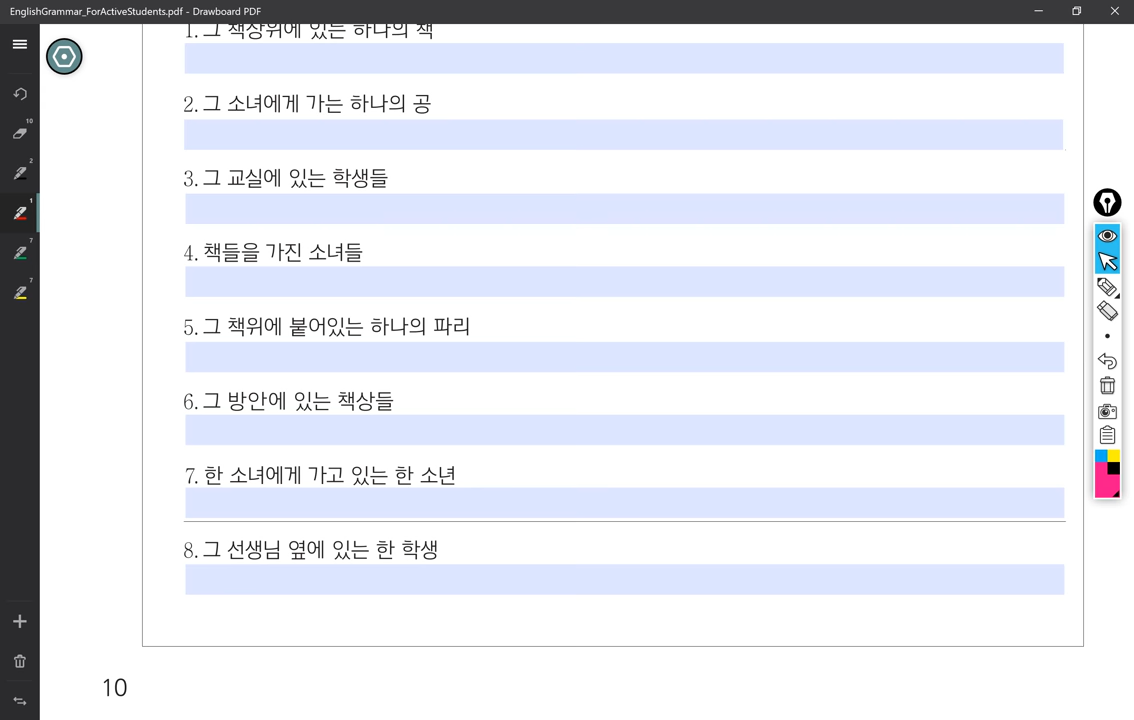 EnglishGrammar_ForActiveStudents.pdf - Drawboard PDF
1. 그 책상위에 있는 하나의 책
2. 그 소녀에게 가는 하나의 공
3. 그 교실에 있는 학생들
4. 책들을 가진 소녀들
5. 그 책위에 붙어있는 하나의 파리
6. 그 방안에 있는 책상들
7. 한 소녀에게 가고 있는 한 소년
8. 그 선생님 옆에 있는 한 학생
10
10
2
1
7
7